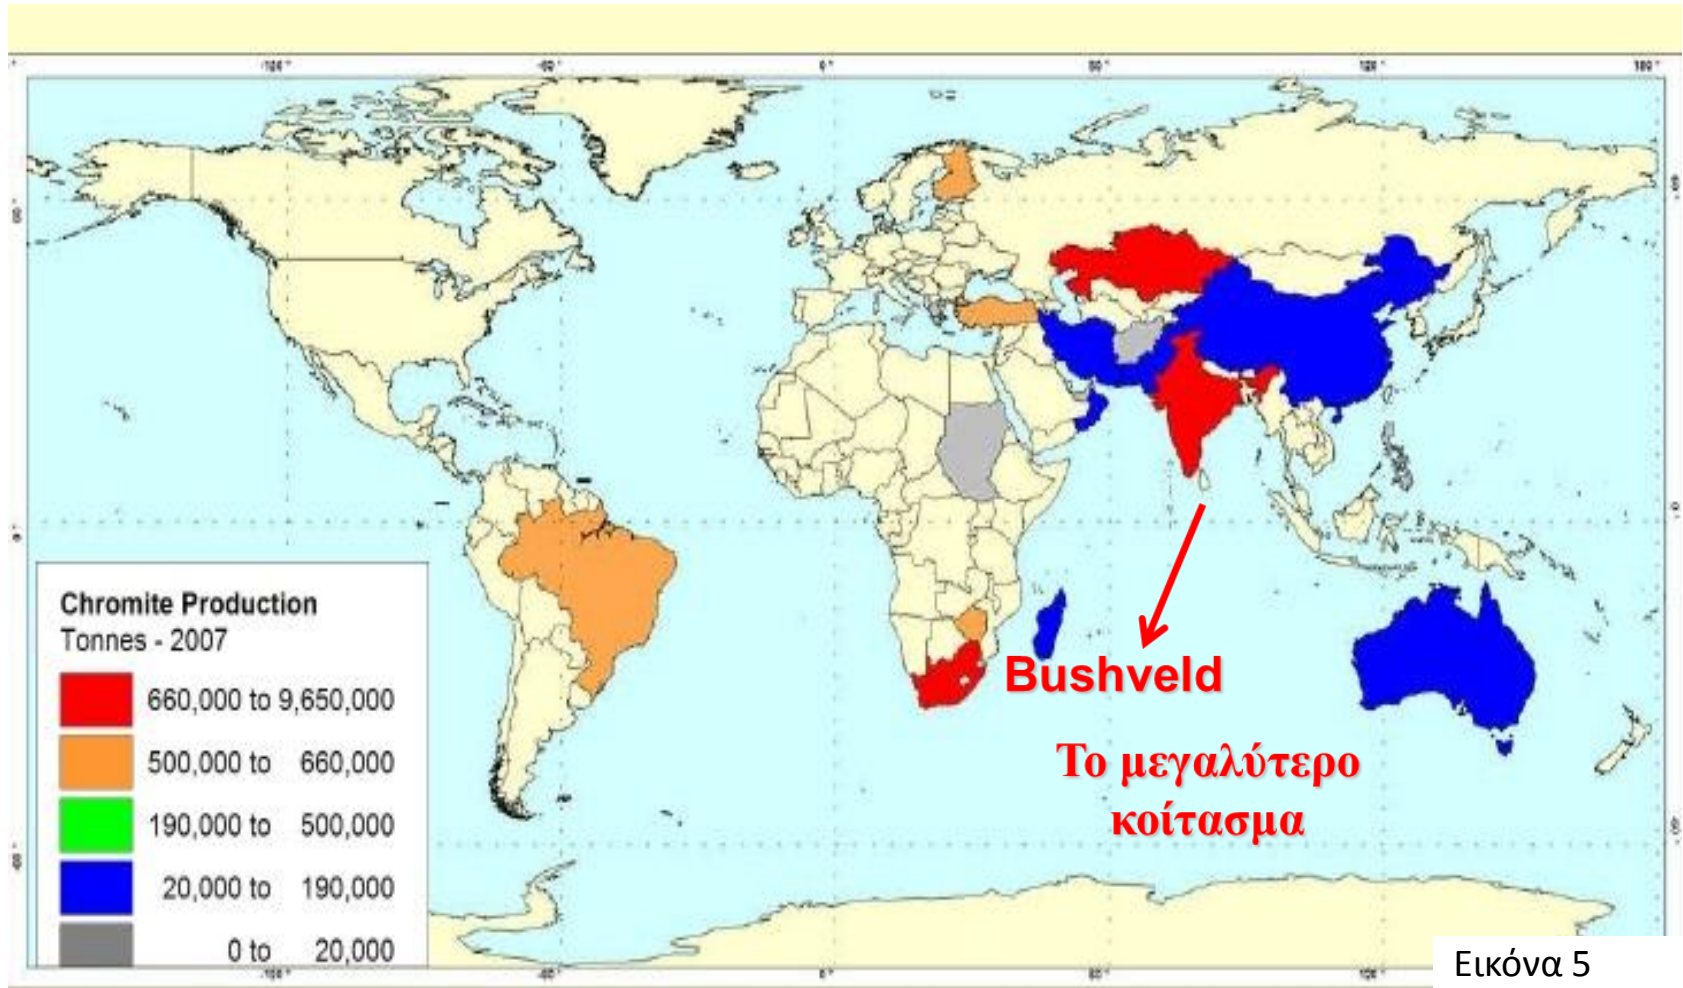 Chromite Production
Tonnes - 2007
660,000 to 9,650,000
500,000 to 660,000
190,000 to 500,000
20,000 to 190,000
0 to 20,000
Bushveld
Το μεγαλύτερο
κοίτασμα
Εικόνα 5